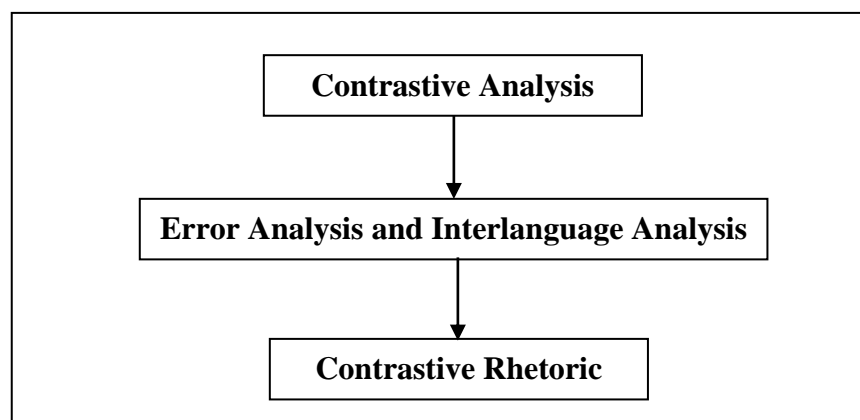 Contrastive Analysis
Error Analysis and Interlanguage Analysis
Contrastive Rhetoric